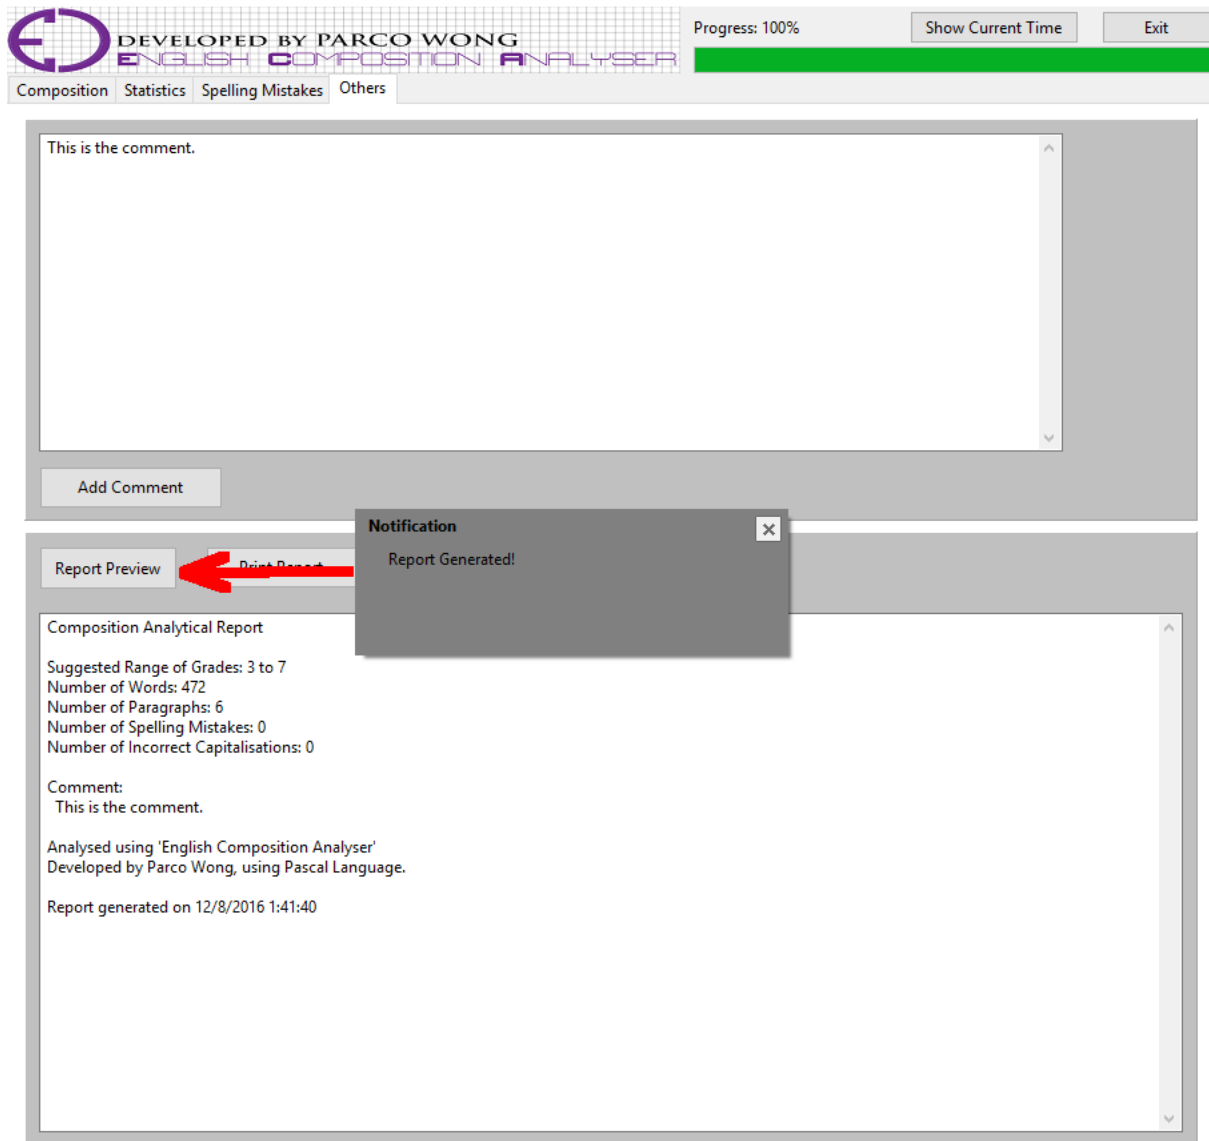 DEVELOPED BY PARCO WONG
ENGLISH COMPOSITION ANALYSER
Progress: 100%
Show Current Time
Exit
Composition
Statistics
Spelling Mistakes
Others
This is the comment.
Add Comment
Notification
Report Generated!
Report Preview
Print Report
Composition Analytical Report
Suggested Range of Grades: 3 to 7
Number of Words: 472
Number of Paragraphs: 6
Number of Spelling Mistakes: 0
Number of Incorrect Capitalisations: 0
Comment:
This is the comment.
Analysed using 'English Composition Analyser'
Developed by Parco Wong, using Pascal Language.
Report generated on 12/8/2016 1:41:40